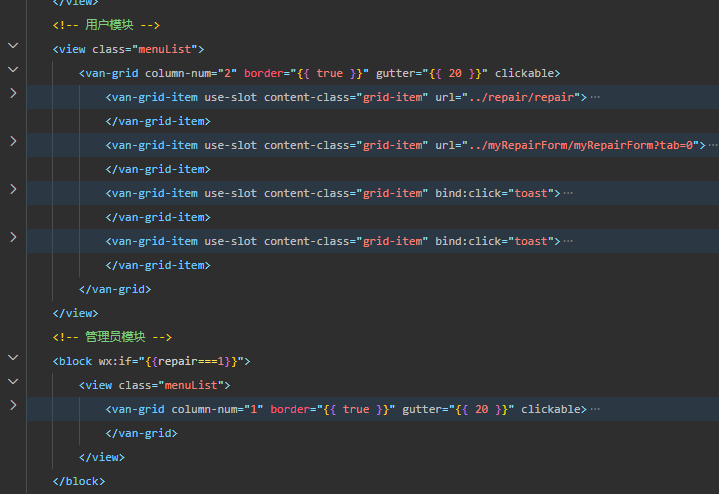 </view>
<!-- 用户模块 -->
<view class="menuList">
<van-grid column-num="2" border="{{ true }}" gutter="{{ 20 }}" clickable>
<van-grid-item use-slot content-class="grid-item" url="../repair/repair">…
</van-grid-item>
<van-grid-item use-slot content-class="grid-item" url="../myRepairForm/myRepairForm?tab=0">…
</van-grid-item>
<van-grid-item use-slot content-class="grid-item" bind:click="toast">…
</van-grid-item>
<van-grid-item use-slot content-class="grid-item" bind:click="toast">…
</van-grid-item>
</van-grid>
</view>
<!-- 管理员模块 -->
<block wx:if="{{repair===1}}">
<view class="menuList">
<van-grid column-num="1" border="{{ true }}" gutter="{{ 20 }}" clickable>…
</van-grid>
</view>
</block>